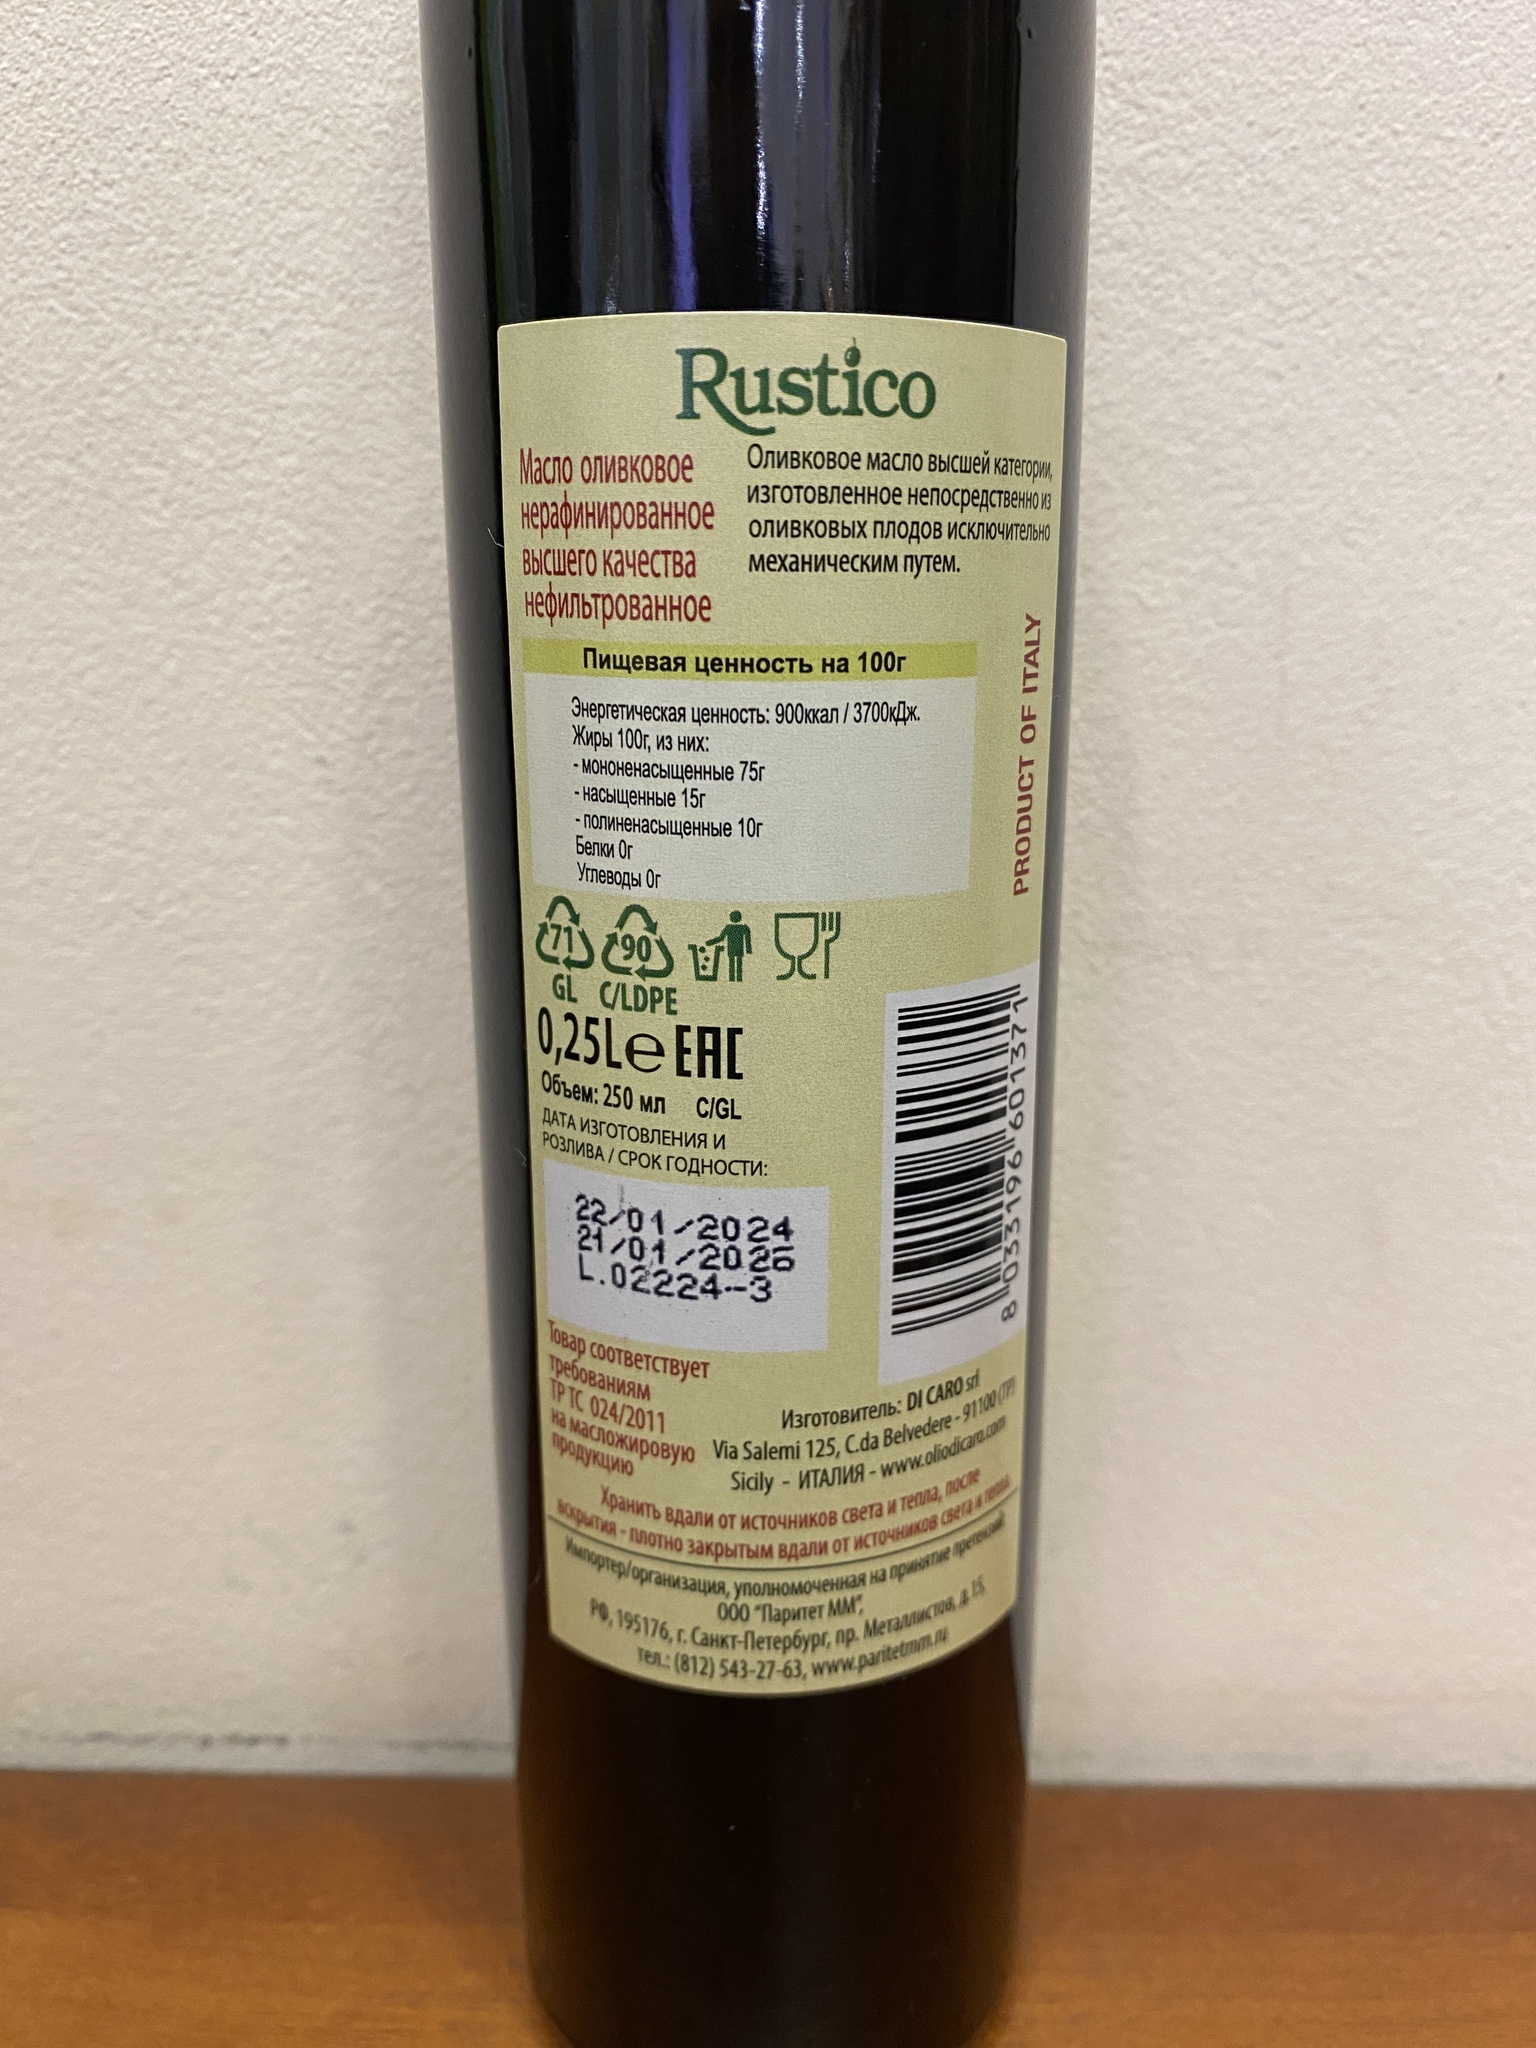 Rustico
Масло оливковое
нерафинированное
высшего качества
нефильтрованное
Оливковое масло высшей категории,
изготовленное непосредственно из
оливковых плодов исключительно
механическим путем.
Пищевая ценность на 100г
Энергетическая ценность: 900ккал / 3700кДж.
Жиры 100г, из них:
- мононенасыщенные 75г
- насыщенные 15г
- полиненасыщенные 10г
Белки 0г
Углеводы 0г
PRODUCT OF ITALY
71 90
GL C/LDPE
0,25L℮ EAC
Объем: 250 мл C/GL
ДАТА ИЗГОТОВЛЕНИЯ И
РОЗЛИВА / СРОК ГОДНОСТИ:
22/01/2024
21/01/2026
L.02224-3
8 033196 601371
Товар соответствует
требованиям
ТР ТС 024/2011
на масложировую
продукцию
Изготовитель: DI CARO srl
Via Salemi 125, C.da Belvedere - 91100 (TP)
Sicily - ИТАЛИЯ - www.oliodicaro.com
Хранить вдали от источников света и тепла, после
вскрытия - плотно закрытым вдали от источников света и тепла.
Импортер/организация, уполномоченная на принятие претензий:
ООО "Паритет ММ",
РФ, 195176, г. Санкт-Петербург, пр. Металлистов, д. 15,
тел.: (812) 543-27-63, www.paritetmm.ru